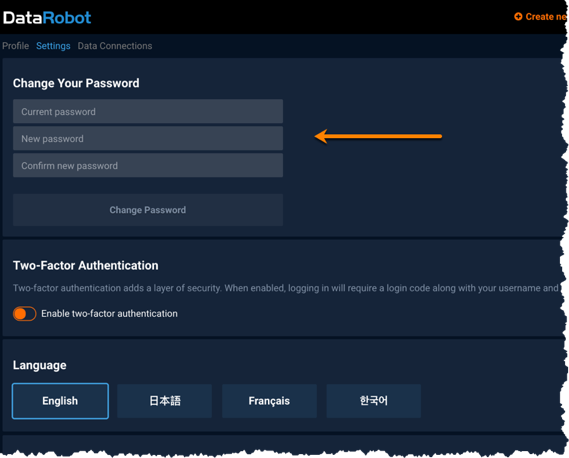 DataRobot
Create ne
Profile Settings Data Connections
Change Your Password
Current password
New password
Confirm new password
Change Password
Two-Factor Authentication
Two-factor authentication adds a layer of security. When enabled, logging in will require a login code along with your username and
Enable two-factor authentication
Language
English 日本語 Français 한국어